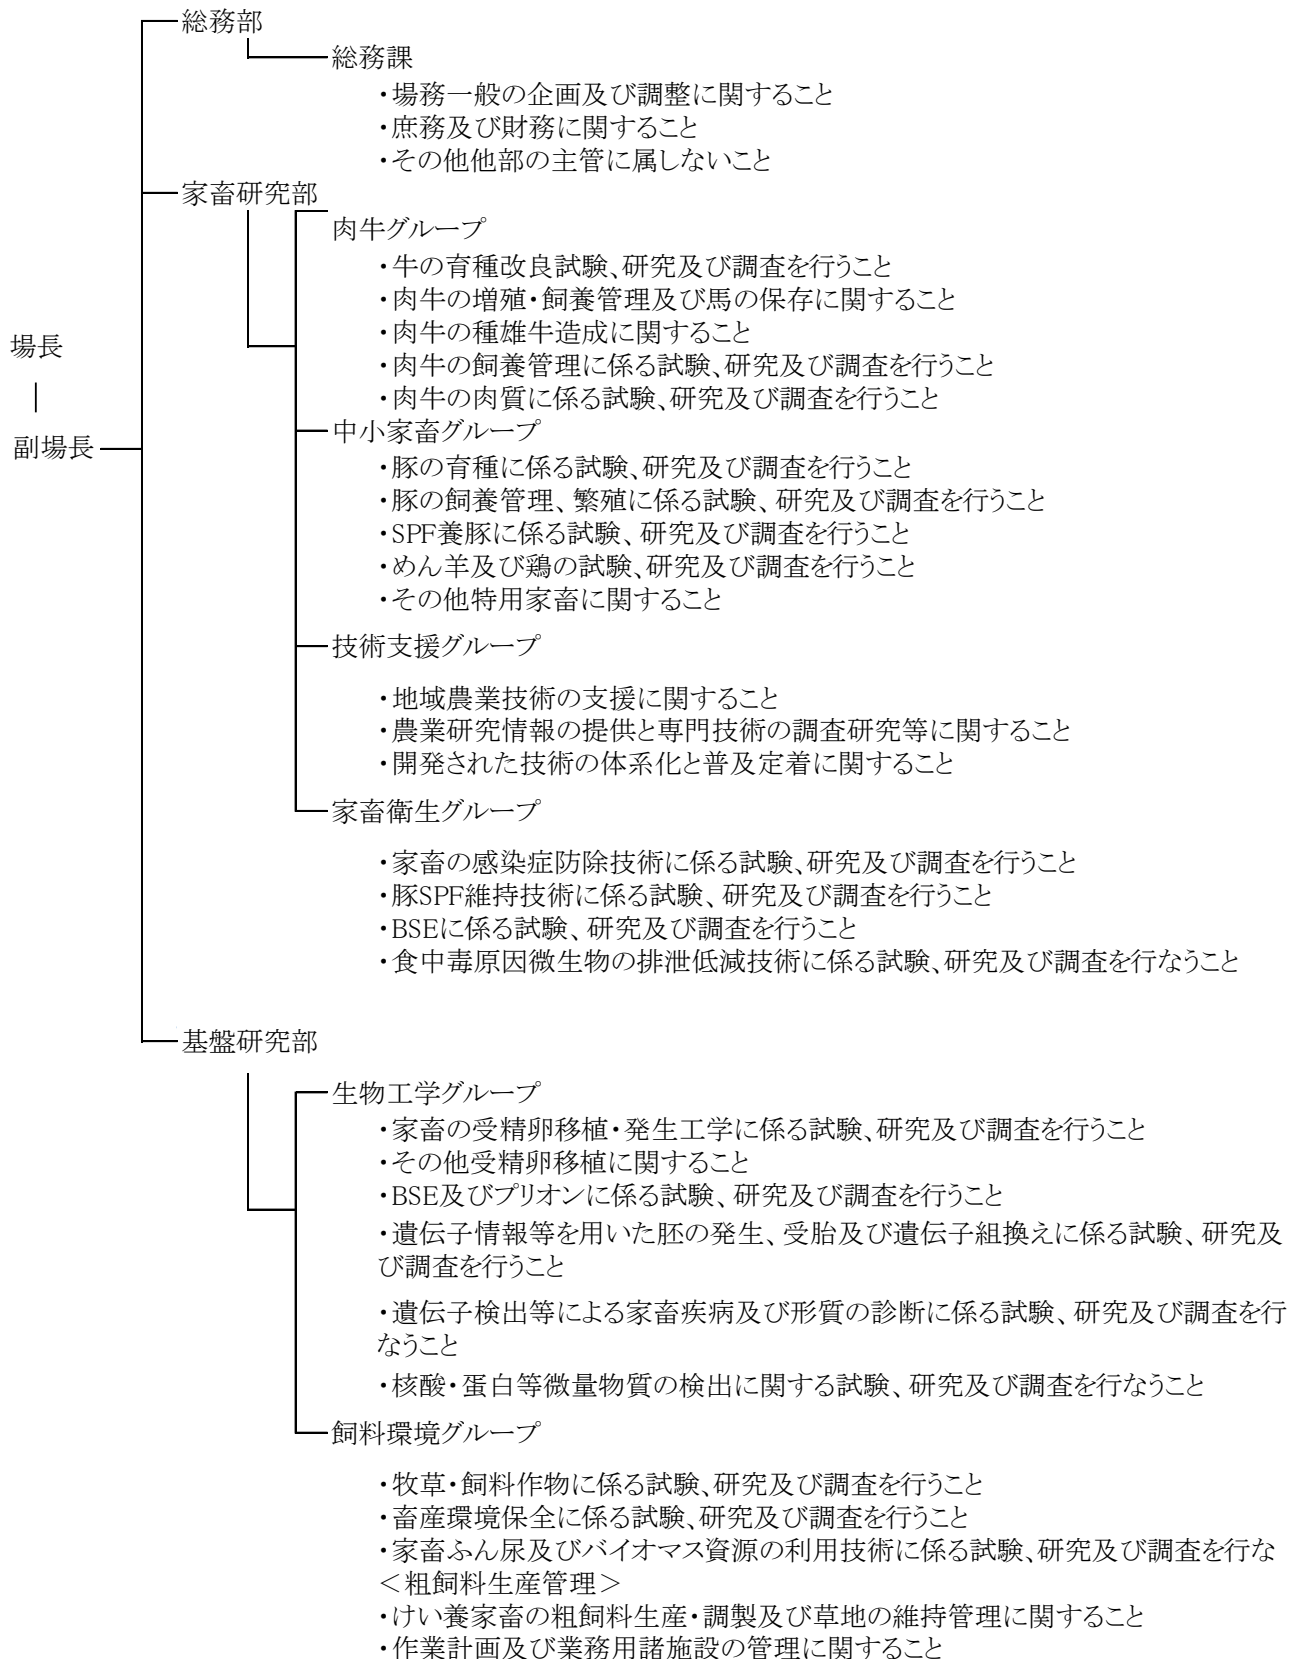 総務部
総務課
・場務一般の企画及び調整に関すること
・庶務及び財務に関すること
・その他他部の主管に属しないこと
家畜研究部
肉牛グループ
・牛の育種改良試験、研究及び調査を行うこと
・肉牛の増殖・飼養管理及び馬の保存に関すること
・肉牛の種雄牛造成に関すること
場長
・肉牛の飼養管理に係る試験、研究及び調査を行うこと
・肉牛の肉質に係る試験、研究及び調査を行うこと
中小家畜グループ
副場長
・豚の育種に係る試験、研究及び調査を行うこと
・豚の飼養管理、繁殖に係る試験、研究及び調査を行うこと
・SPF養豚に係る試験、研究及び調査を行うこと
・めん羊及び鶏の試験、研究及び調査を行うこと
・その他特用家畜に関すること
技術支援グループ
・地域農業技術の支援に関すること
・農業研究情報の提供と専門技術の調査研究等に関すること
・開発された技術の体系化と普及定着に関すること
家畜衛生グループ
・家畜の感染症防除技術に係る試験、研究及び調査を行うこと
・豚SPF維持技術に係る試験、研究及び調査を行うこと
・BSEに係る試験、研究及び調査を行うこと
・食中毒原因微生物の排泄低減技術に係る試験、研究及び調査を行なうこと
基盤研究部
生物工学グループ
・家畜の受精卵移植・発生工学に係る試験、研究及び調査を行うこと
・その他受精卵移植に関すること
・BSE及びプリオンに係る試験、研究及び調査を行うこと
・遺伝子情報等を用いた胚の発生、受胎及び遺伝子組換えに係る試験、研究及
び調査を行うこと
・遺伝子検出等による家畜疾病及び形質の診断に係る試験、研究及び調査を行
なうこと
・核酸・蛋白等微量物質の検出に関する試験、研究及び調査を行なうこと
飼料環境グループ
・牧草・飼料作物に係る試験、研究及び調査を行うこと
・畜産環境保全に係る試験、研究及び調査を行うこと
・家畜ふん尿及びバイオマス資源の利用技術に係る試験、研究及び調査を行な
＜粗飼料生産管理＞
・けい養家畜の粗飼料生産・調製及び草地の維持管理に関すること
・作業計画及び業務用諸施設の管理に関すること